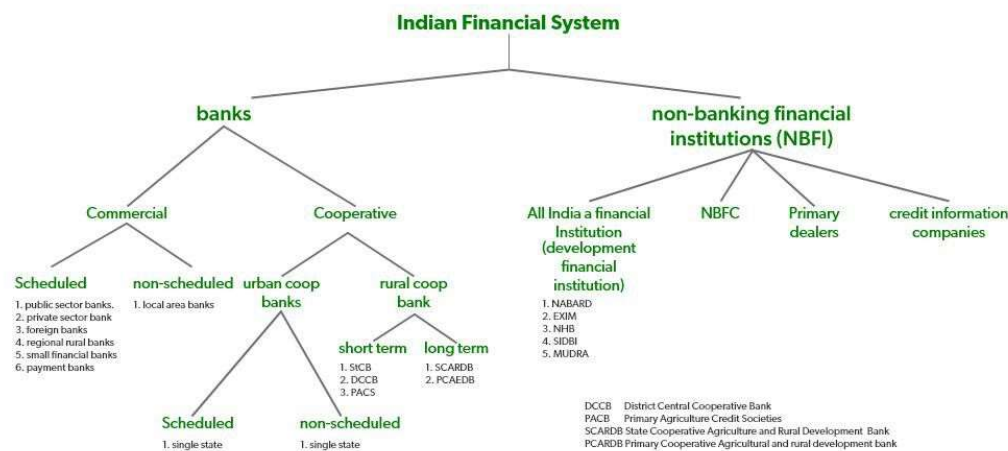 Indian Financial System
banks
non-banking financial
institutions (NBFI)
Commercial
Cooperative
All India a financial
Institution
(development
financial
institution)
NBFC
Primary
dealers
credit information
companies
Scheduled
non-scheduled
urban coop
banks
rural coop
bank
1. public sector banks.
2. private sector bank
3. foreign banks
4. regional rural banks
5. small financial banks
6. payment banks
1. local area banks
1. NABARD
2. EXIM
3. NHB
4. SIDBI
5. MUDRA
short term
long term
1. StCB
2. DCCB
3. PACS
1. SCARDB
2. PCAEDB
Scheduled
non-scheduled
1. single state
1. single state
DCCB District Central Cooperative Bank
PACB Primary Agriculture Credit Societies
SCARDB State Cooperative Agriculture and Rural Development Bank
PCARDB Primary Cooperative Agricultural and rural development bank